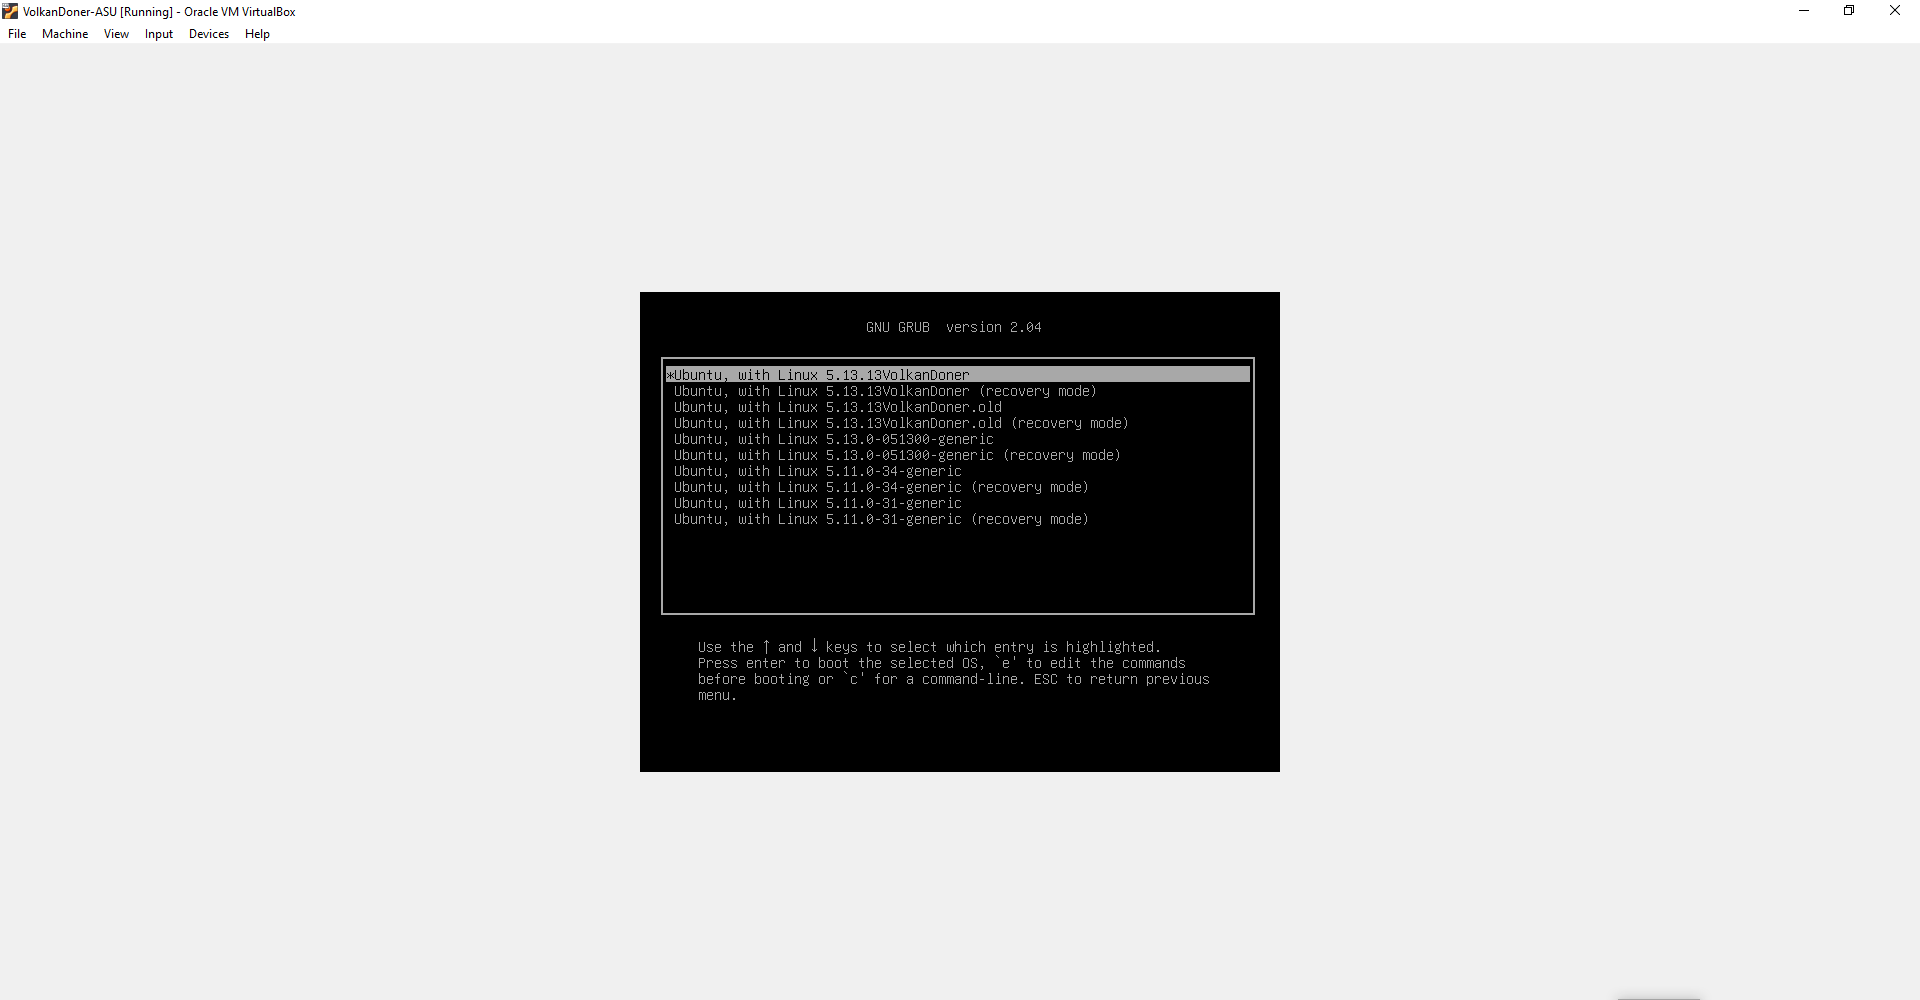 VolkanDoner-ASU [Running] - Oracle VM VirtualBox
File Machine View Input Devices Help
GNU GRUB version 2.04
*Ubuntu, with Linux 5.13.13VolkanDoner
Ubuntu, with Linux 5.13.13VolkanDoner (recovery mode)
Ubuntu, with Linux 5.13.13VolkanDoner.old
Ubuntu, with Linux 5.13.13VolkanDoner.old (recovery mode)
Ubuntu, with Linux 5.13.0-051300-generic
Ubuntu, with Linux 5.13.0-051300-generic (recovery mode)
Ubuntu, with Linux 5.11.0-34-generic
Ubuntu, with Linux 5.11.0-34-generic (recovery mode)
Ubuntu, with Linux 5.11.0-31-generic
Ubuntu, with Linux 5.11.0-31-generic (recovery mode)
Use the ↑ and ↓ keys to select which entry is highlighted.
Press enter to boot the selected OS, `e' to edit the commands
before booting or `c' for a command-line. ESC to return previous
menu.